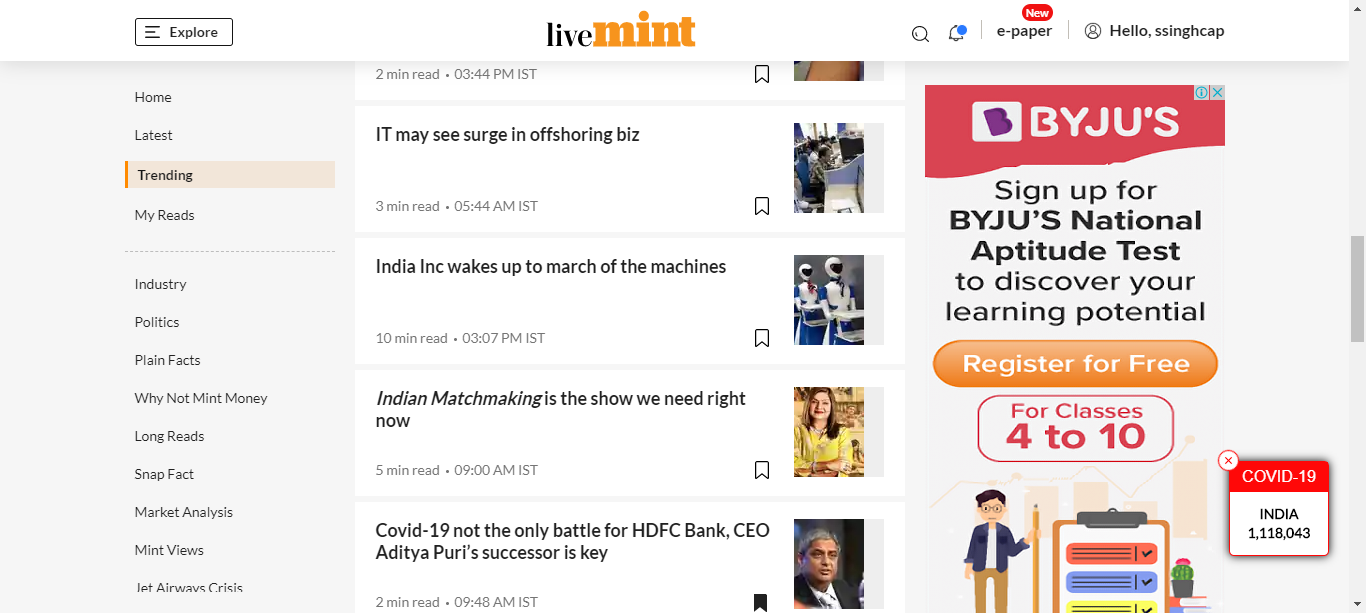 Explore
livemint
New
e-paper
Hello, ssinghcap
Home
Latest
Trending
My Reads
Industry
Politics
Plain Facts
Why Not Mint Money
Long Reads
Snap Fact
Market Analysis
Mint Views
Jet Airways Crisis
2 min read • 03:44 PM IST
IT may see surge in offshoring biz
3 min read • 05:44 AM IST
India Inc wakes up to march of the machines
10 min read • 03:07 PM IST
Indian Matchmaking is the show we need right
now
5 min read • 09:00 AM IST
Covid-19 not the only battle for HDFC Bank, CEO
Aditya Puri’s successor is key
2 min read • 09:48 AM IST
BYJU'S
Sign up for
BYJU'S National
Aptitude Test
to discover your
learning potential
Register for Free
For Classes
4 to 10
COVID-19
INDIA
1,118,043